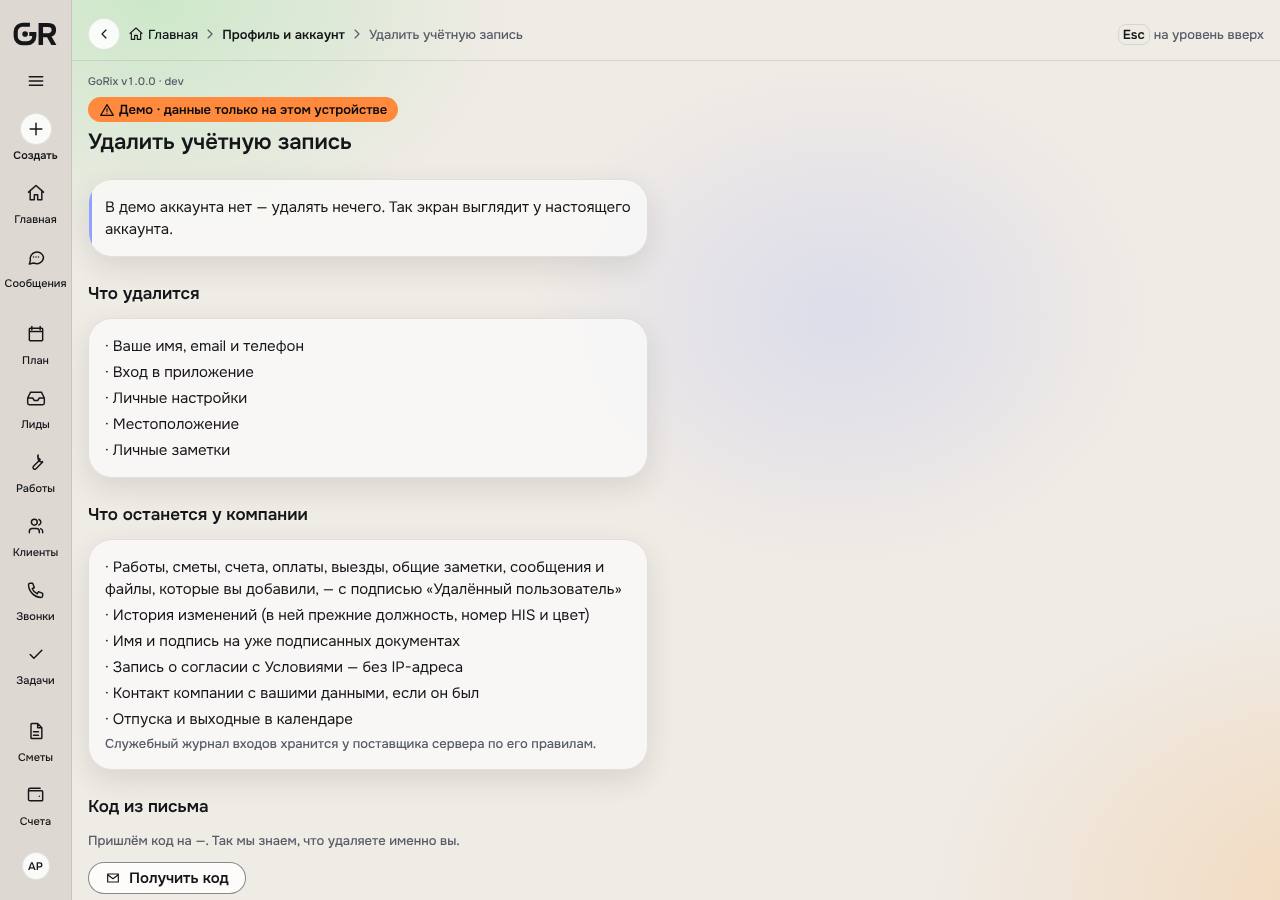 GR
Главная
Профиль и аккаунт
Удалить учётную запись
Esc на уровень вверх
GoRix v1.0.0 · dev
Демо · данные только на этом устройстве
Удалить учётную запись
Создать
Главная
Сообщения
План
Лиды
Работы
Клиенты
Звонки
Задачи
Сметы
Счета
AP
В демо аккаунта нет — удалять нечего. Так экран выглядит у настоящего
аккаунта.
Что удалится
· Ваше имя, email и телефон
· Вход в приложение
· Личные настройки
· Местоположение
· Личные заметки
Что останется у компании
· Работы, сметы, счета, оплаты, выезды, общие заметки, сообщения и
файлы, которые вы добавили, — с подписью «Удалённый пользователь»
· История изменений (в ней прежние должность, номер HIS и цвет)
· Имя и подпись на уже подписанных документах
· Запись о согласии с Условиями — без IP-адреса
· Контакт компании с вашими данными, если он был
· Отпуска и выходные в календаре
Служебный журнал входов хранится у поставщика сервера по его правилам.
Код из письма
Пришлём код на —. Так мы знаем, что удаляете именно вы.
Получить код